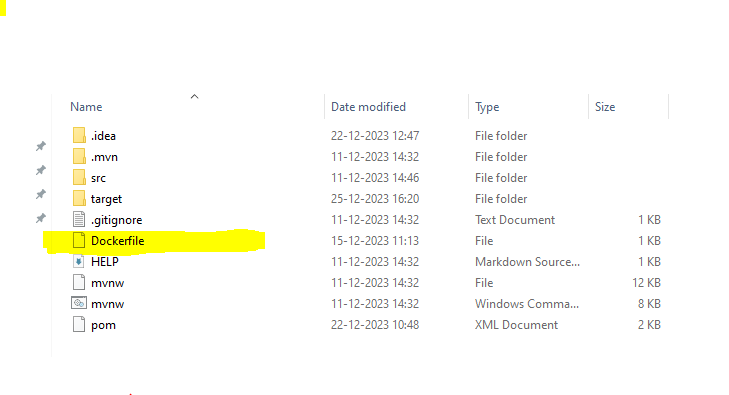 Name Date modified Type Size
.idea 22-12-2023 12:47 File folder
.mvn 11-12-2023 14:32 File folder
src 11-12-2023 14:46 File folder
target 25-12-2023 16:20 File folder
.gitignore 11-12-2023 14:32 Text Document 1 KB
Dockerfile 15-12-2023 11:13 File 1 KB
HELP 11-12-2023 14:32 Markdown Source... 1 KB
mvnw 11-12-2023 14:32 File 12 KB
mvnw 11-12-2023 14:32 Windows Comma... 8 KB
pom 22-12-2023 10:48 XML Document 2 KB